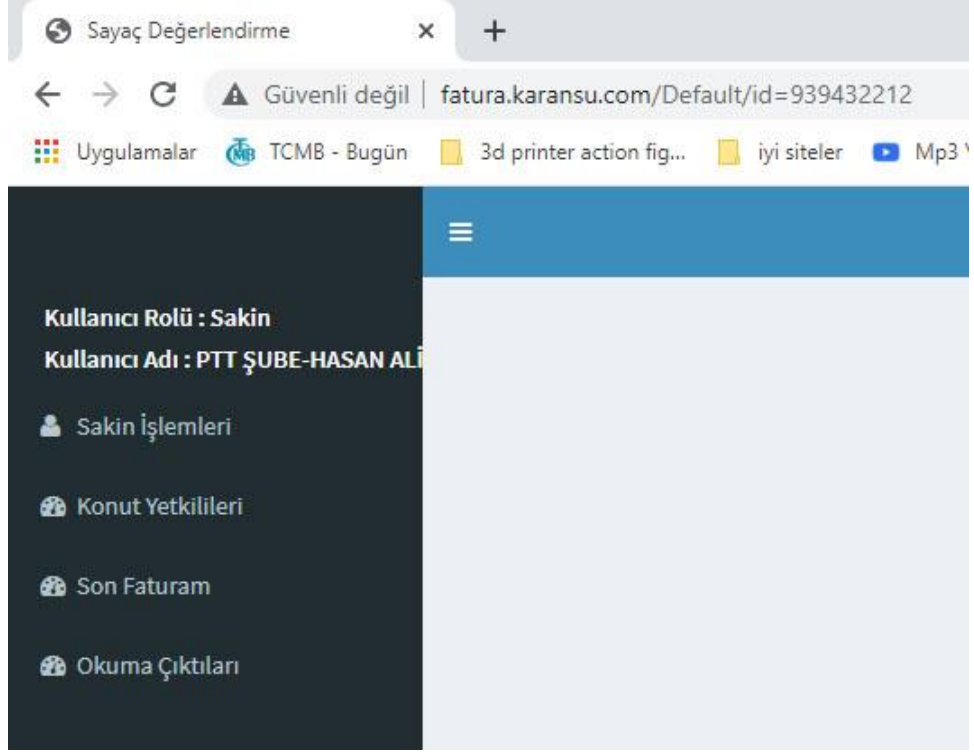 Sayaç Değerlendirme
Güvenli değil | fatura.karansu.com/Default/id=939432212
Uygulamalar TCMB - Bugün 3d printer action fig... iyi siteler Mp3
Kullanıcı Rolü : Sakin
Kullanıcı Adı : PTT ŞUBE-HASAN ALİ
Sakin İşlemleri
Konut Yetkilileri
Son Faturam
Okuma Çıktıları